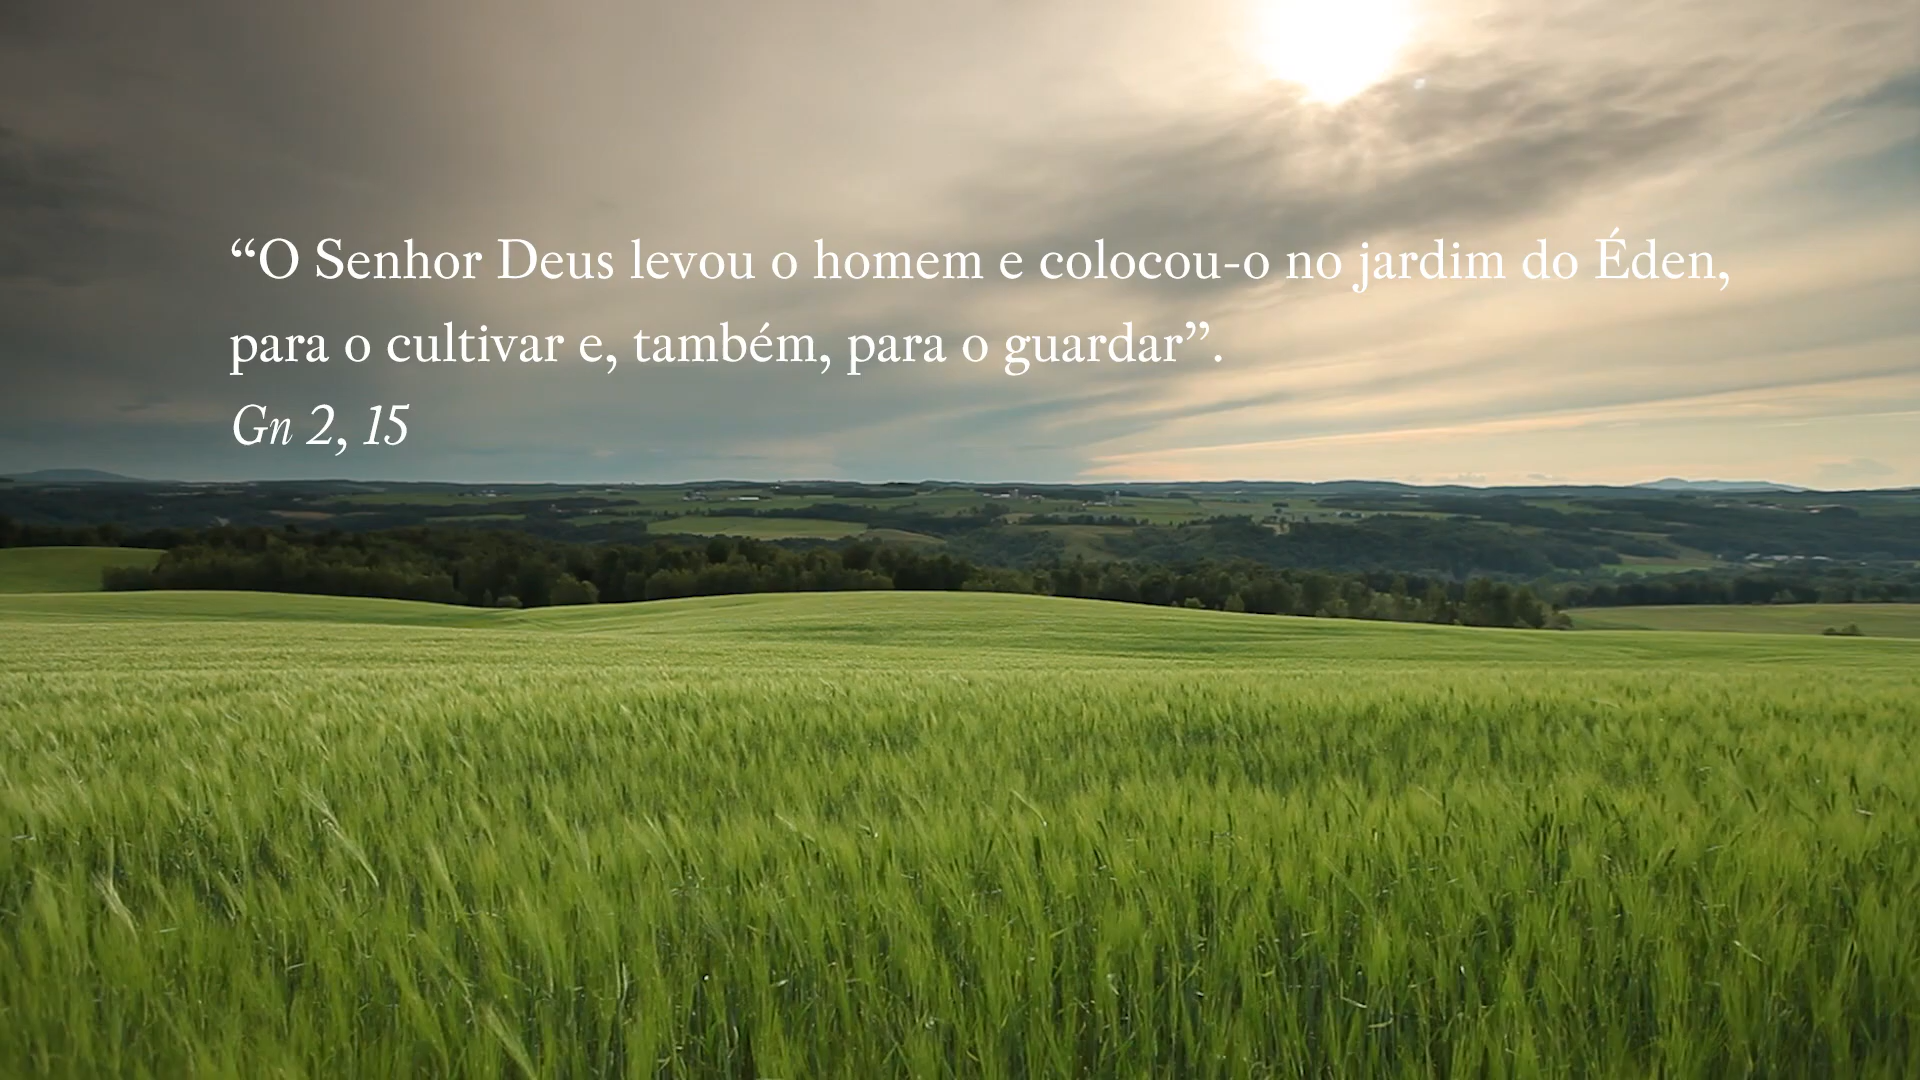 “O Senhor Deus levou o homem e colocou-o no jardim do Éden,
para o cultivar e, também, para o guardar”.
Gn 2, 15